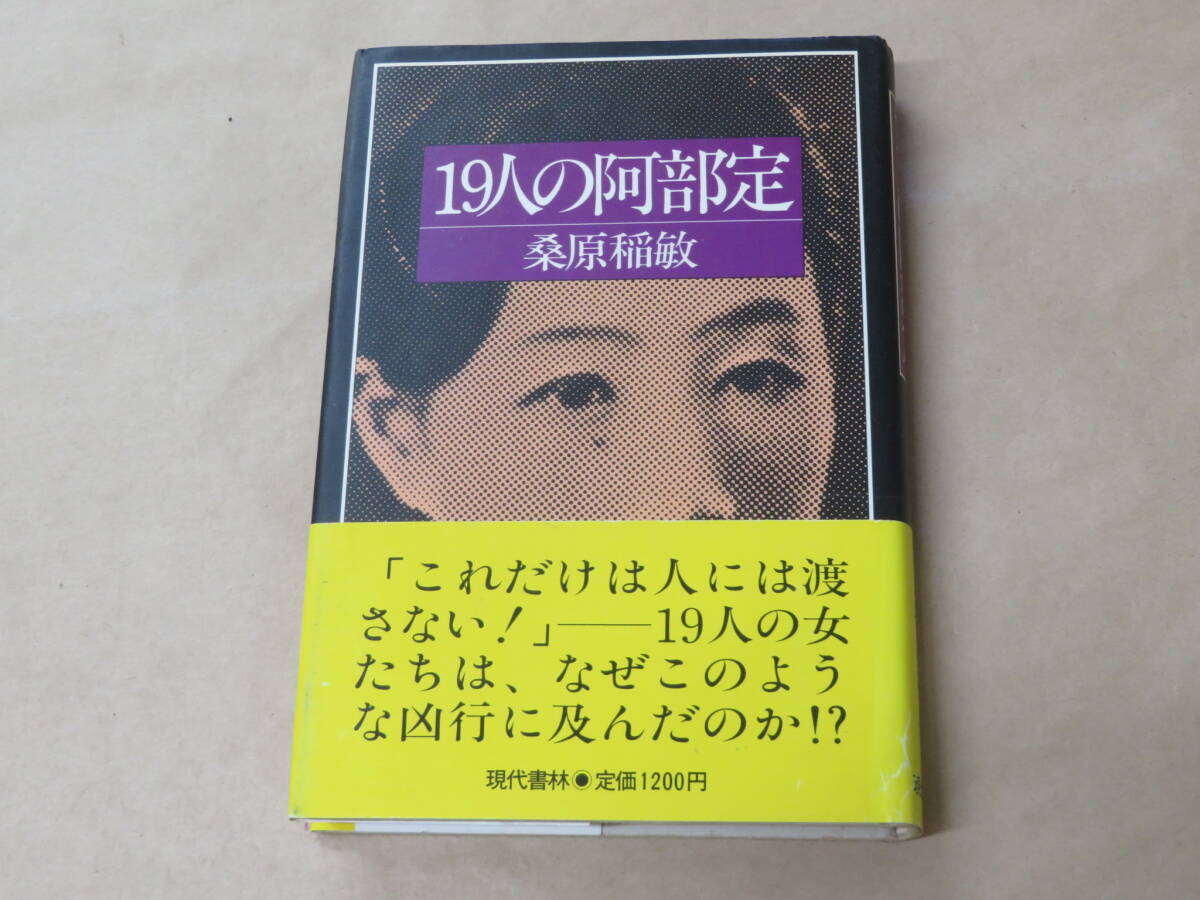 19人の阿部定
桑原稲敏
「これだけは人には渡
さない!」――19人の女
たちは、なぜこのよう
な凶行に及んだのか!?
現代書林◉定価1200円